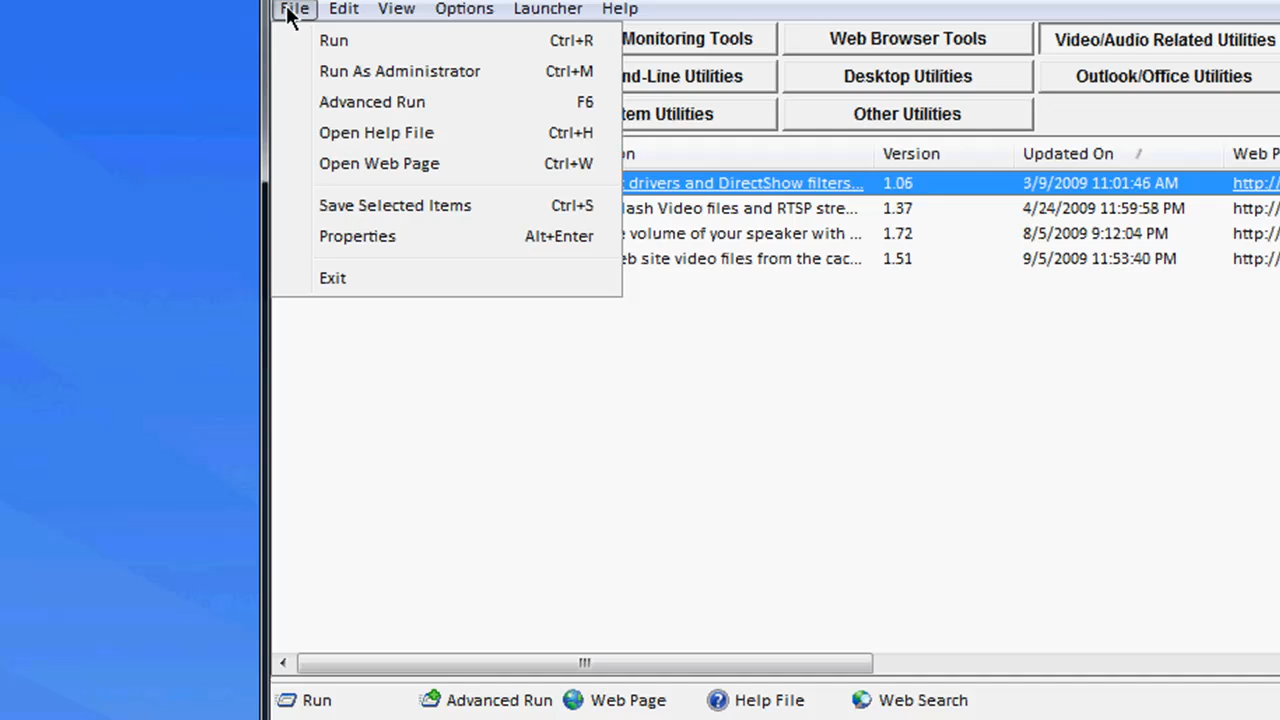 File Edit View Options Launcher Help
Run Ctrl+R
Run As Administrator Ctrl+M
Advanced Run F6
Open Help File Ctrl+H
Open Web Page Ctrl+W
Save Selected Items Ctrl+S
Properties Alt+Enter
Exit
Monitoring Tools Web Browser Tools Video/Audio Related Utilities
nd-Line Utilities Desktop Utilities Outlook/Office Utilities
tem Utilities Other Utilities
on Version Updated On / Web P
drivers and DirectShow filters... 1.06 3/9/2009 11:01:46 AM http:/
lash Video files and RTSP stre... 1.37 4/24/2009 11:59:58 PM http:/
e volume of your speaker with ... 1.72 8/5/2009 9:12:04 PM http:/
eb site video files from the cac... 1.51 9/5/2009 11:53:40 PM http:/
Run Advanced Run Web Page Help File Web Search